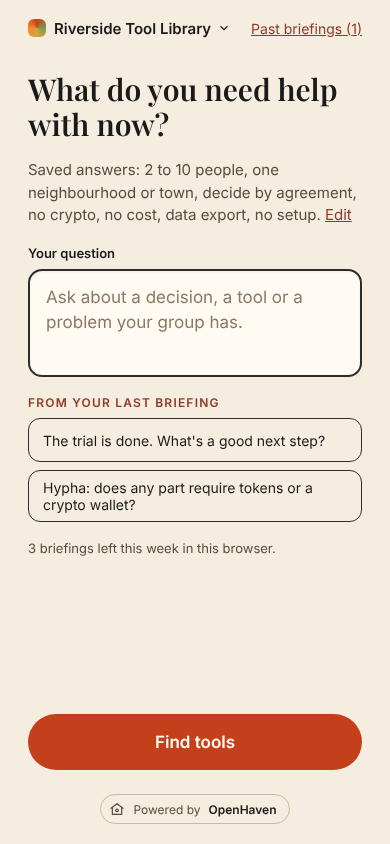 Riverside Tool Library
Past briefings (1)
What do you need help
with now?
Saved answers: 2 to 10 people, one
neighbourhood or town, decide by agreement,
no crypto, no cost, data export, no setup. Edit
Your question
Ask about a decision, a tool or a
problem your group has.
FROM YOUR LAST BRIEFING
The trial is done. What's a good next step?
Hypha: does any part require tokens or a
crypto wallet?
3 briefings left this week in this browser.
Find tools
Powered by OpenHaven